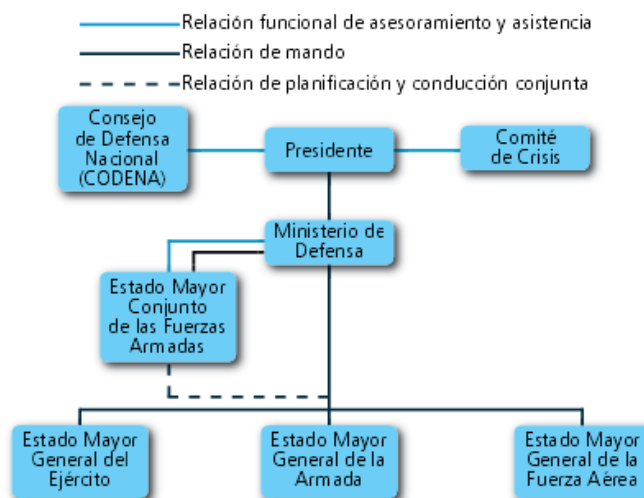 Relación funcional de asesoramiento y asistencia
Relación de mando
Relación de planificación y conducción conjunta
Consejo
de Defensa
Nacional
(CODENA)
Presidente
Comité
de Crisis
Ministerio de
Defensa
Estado Mayor
Conjunto
de las Fuerzas
Armadas
Estado Mayor
General del
Ejército
Estado Mayor
General de la
Armada
Estado Mayor
General de la
Fuerza Aérea